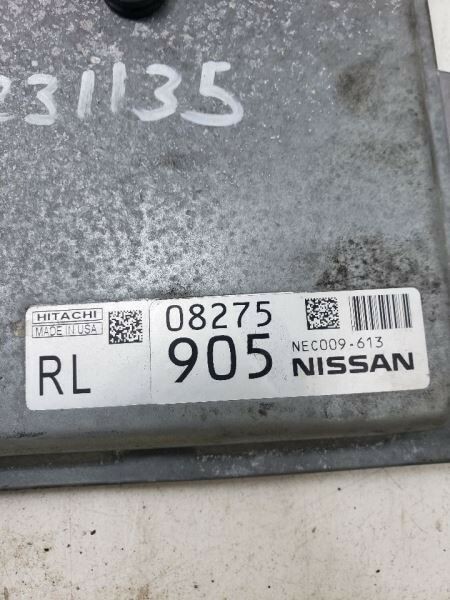 231135
HITACHI
MADE IN USA
RL
08275
905
NEC009-613
NISSAN